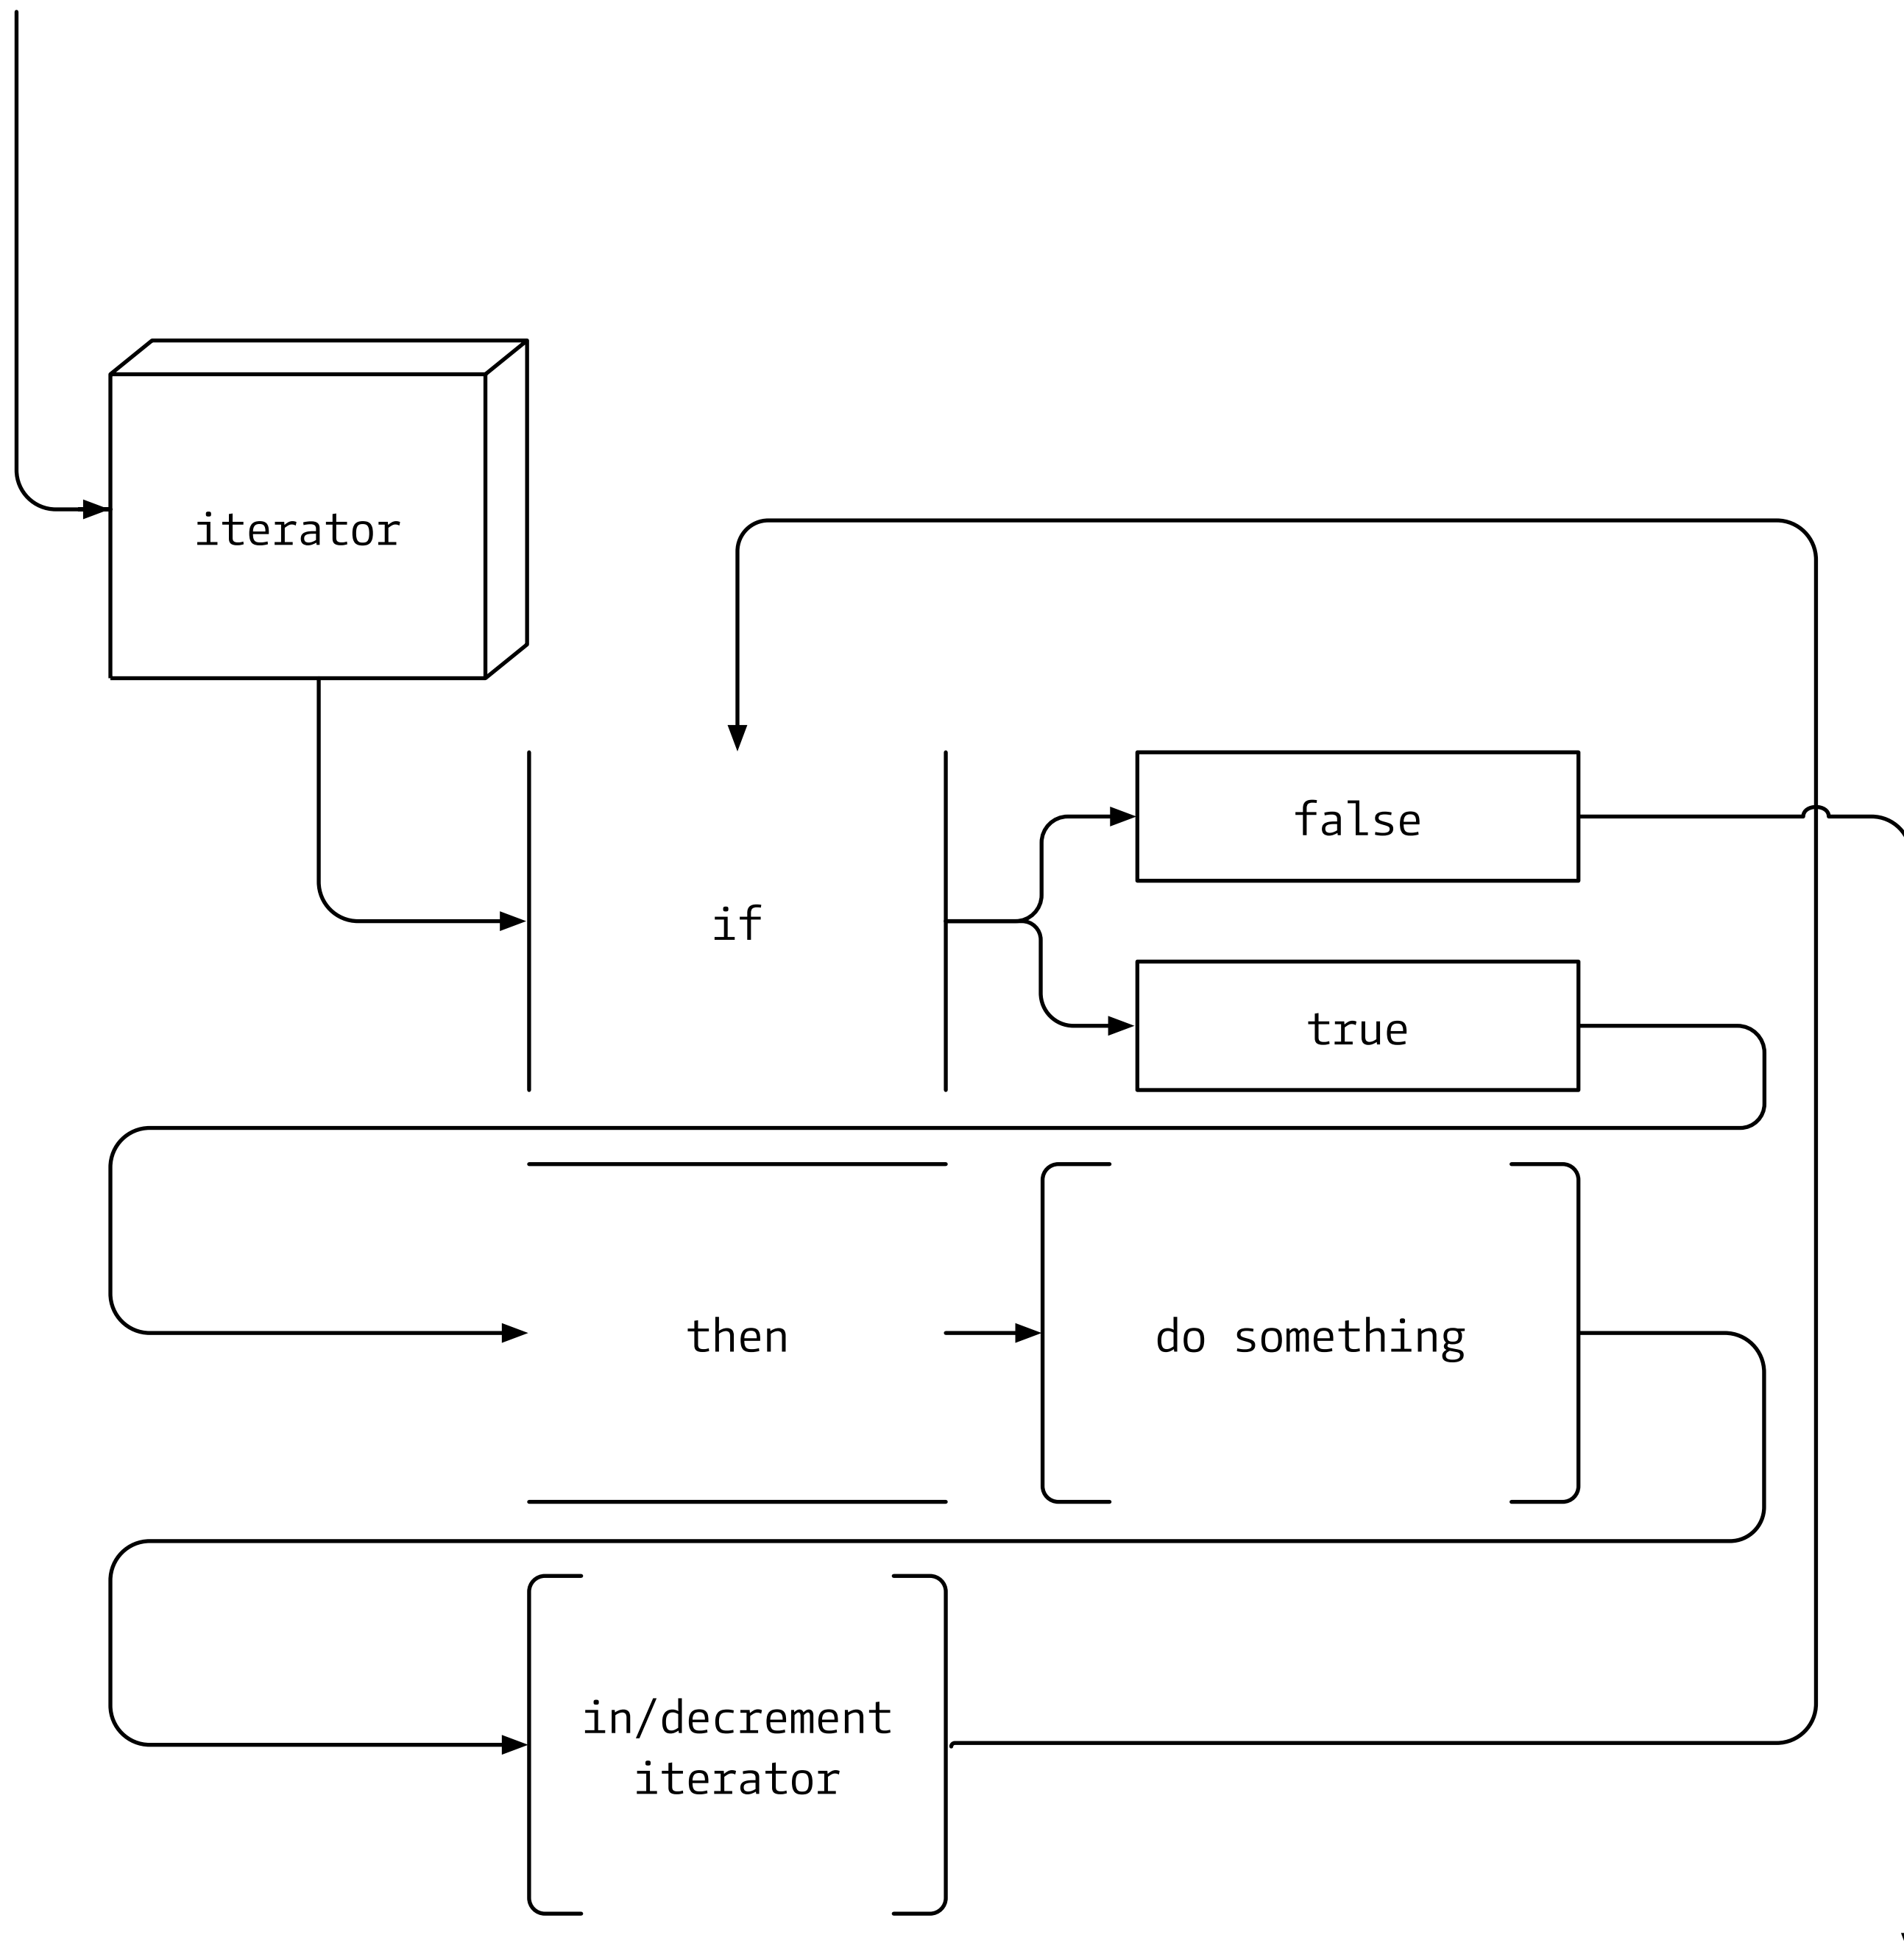 iterator
if
false
true
then
do something
in/decrement
iterator